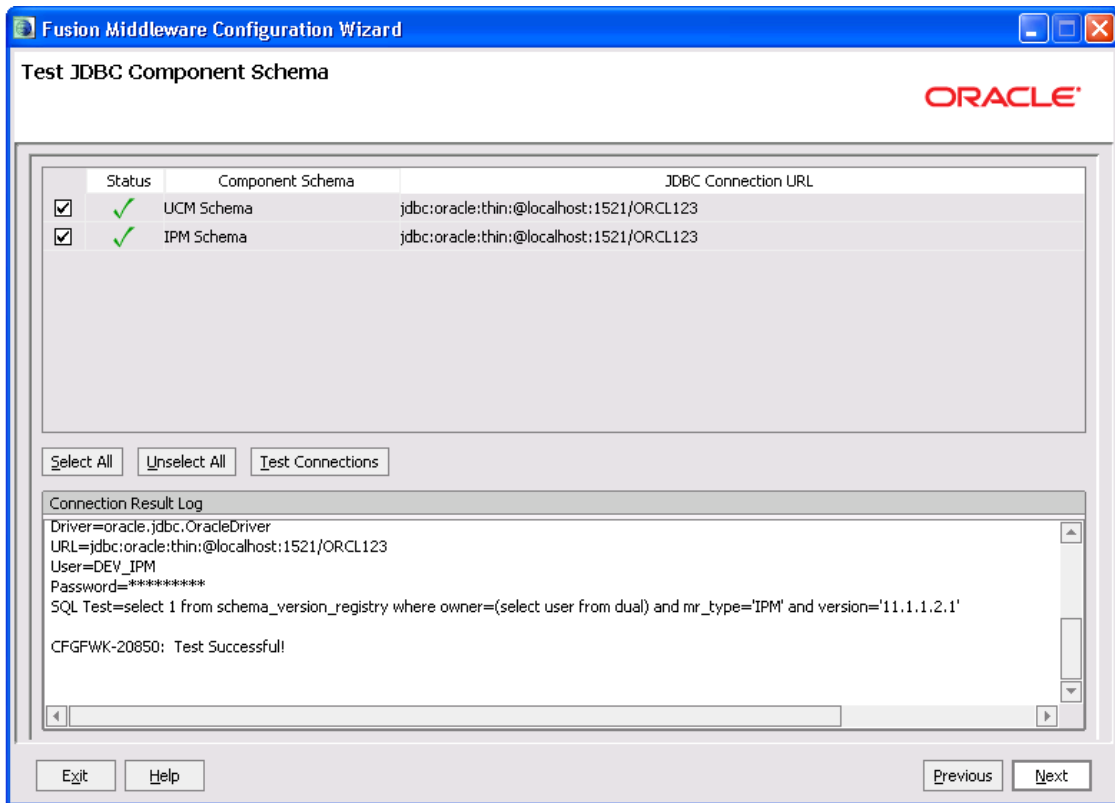 Fusion Middleware Configuration Wizard
Test JDBC Component Schema
ORACLE
Status Component Schema JDBC Connection URL
UCM Schema jdbc:oracle:thin:@localhost:1521/ORCL123
IPM Schema jdbc:oracle:thin:@localhost:1521/ORCL123
Select All Unselect All Test Connections
Connection Result Log
Driver=oracle.jdbc.OracleDriver
URL=jdbc:oracle:thin:@localhost:1521/ORCL123
User=DEV_IPM
Password=*********
SQL Test=select 1 from schema_version_registry where owner=(select user from dual) and mr_type='IPM' and version='11.1.1.2.1'
CFGFWK-20850:  Test Successful!
Exit Help Previous Next